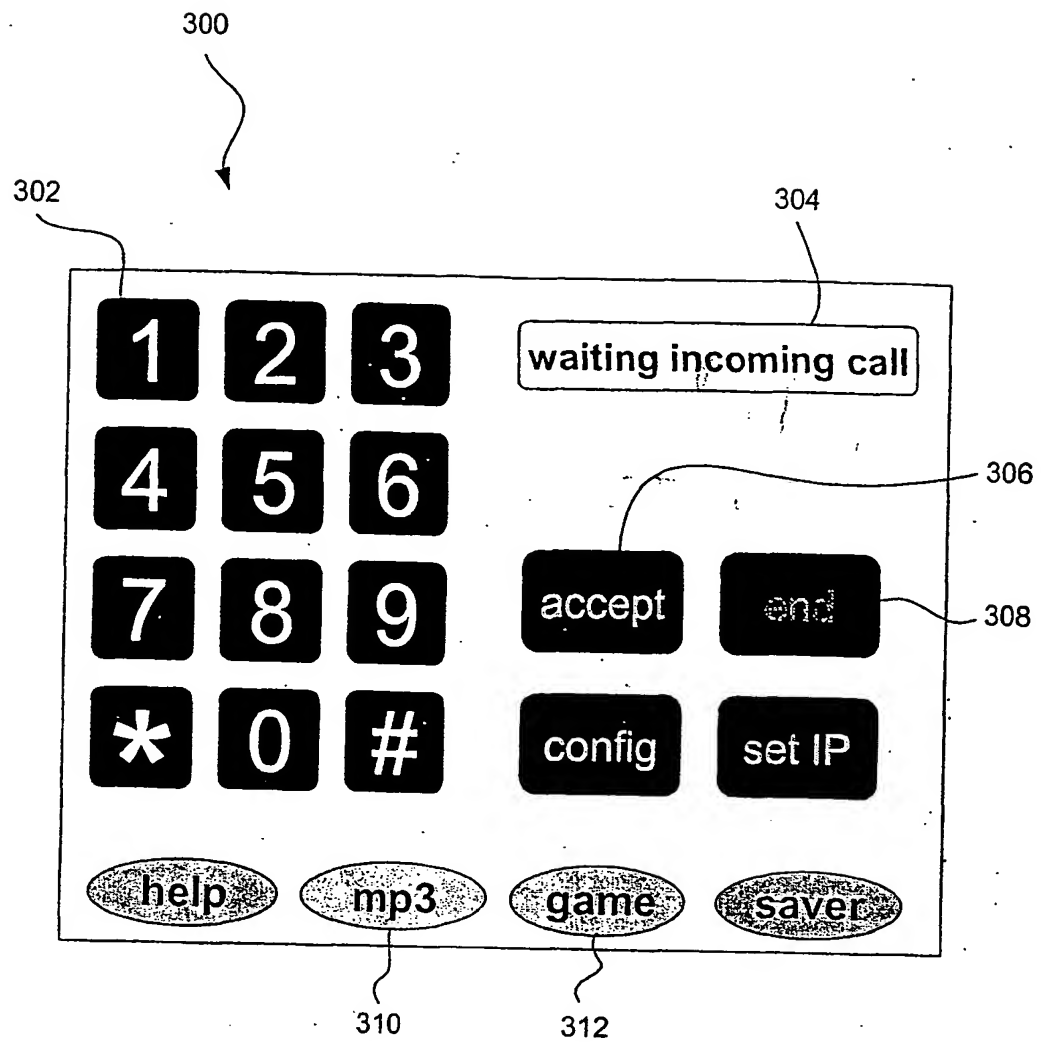 300
302
304
1 2 3
waiting incoming call
4 5 6
306
7 8 9
accept end
308
* 0 #
config set IP
help mp3 game saver
310
312